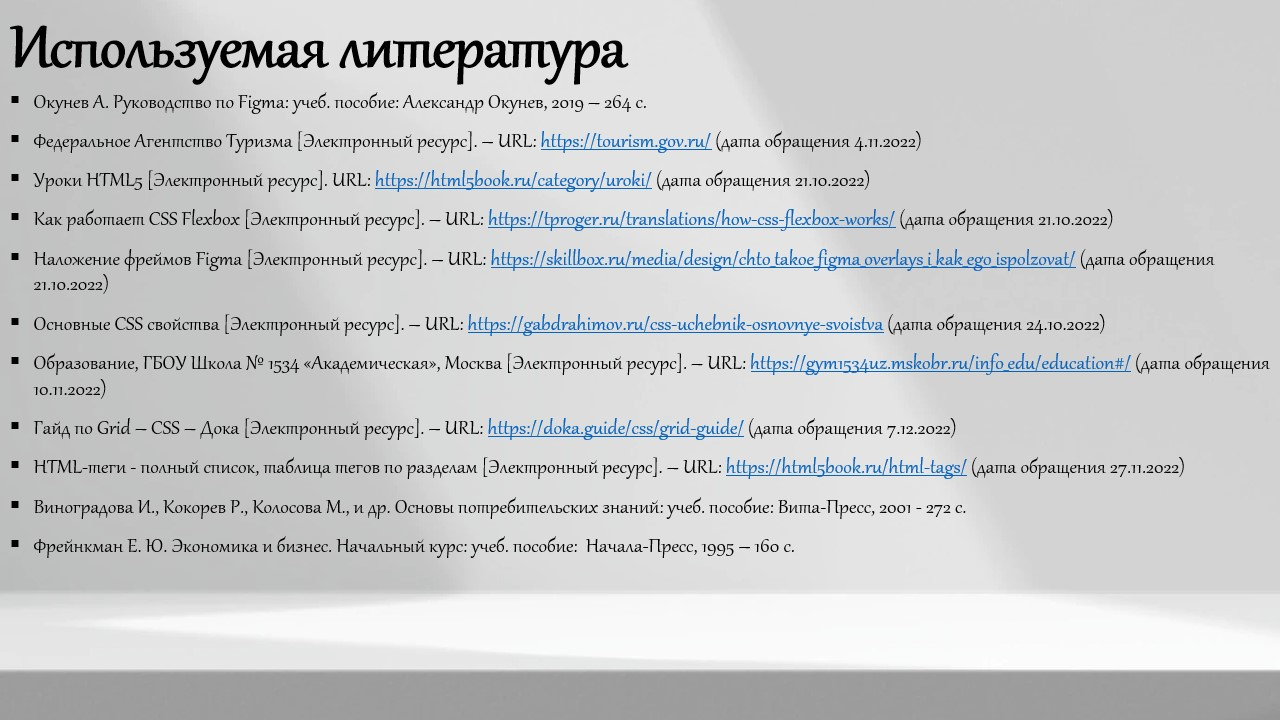 Используемая литература
▪ Окунев А. Руководство по Figma: учеб. пособие: Александр Окунев, 2019 – 264 с.
▪ Федеральное Агентство Туризма [Электронный ресурс]. – URL: https://tourism.gov.ru/ (дата обращения 4.11.2022)
▪ Уроки HTML5 [Электронный ресурс]. URL: https://html5book.ru/category/uroki/ (дата обращения 21.10.2022)
▪ Как работает CSS Flexbox [Электронный ресурс]. – URL: https://tproger.ru/translations/how-css-flexbox-works/ (дата обращения 21.10.2022)
▪ Наложение фреймов Figma [Электронный ресурс]. – URL: https://skillbox.ru/media/design/chto_takoe_figma_overlays_i_kak_ego_ispolzovat/ (дата обращения
21.10.2022)
▪ Основные CSS свойства [Электронный ресурс]. – URL: https://gabdrahimov.ru/css-uchebnik-osnovnye-svoistva (дата обращения 24.10.2022)
▪ Образование, ГБОУ Школа № 1534 «Академическая», Москва [Электронный ресурс]. – URL: https://gym1534uz.mskobr.ru/info_edu/education#/ (дата обращения
10.11.2022)
▪ Гайд по Grid – CSS – Дока [Электронный ресурс]. – URL: https://doka.guide/css/grid-guide/ (дата обращения 7.12.2022)
▪ HTML-теги - полный список, таблица тегов по разделам [Электронный ресурс]. – URL: https://html5book.ru/html-tags/ (дата обращения 27.11.2022)
▪ Виноградова И., Кокорев Р., Колосова М., и др. Основы потребительских знаний: учеб. пособие: Вита-Пресс, 2001 - 272 с.
▪ Фрейнкман Е. Ю. Экономика и бизнес. Начальный курс: учеб. пособие:  Начала-Пресс, 1995 – 160 с.